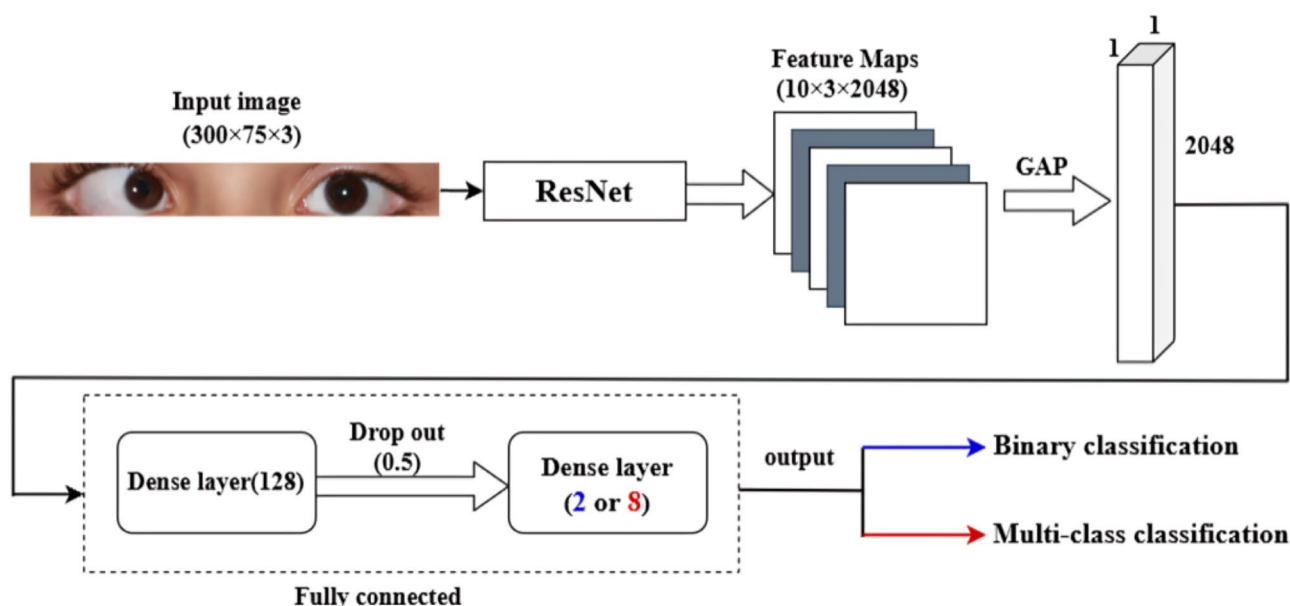 Input image
(300×75×3)
ResNet
Feature Maps
(10×3×2048)
GAP
1
1
2048
Dense layer(128)
Drop out
(0.5)
Dense layer
(2 or 8)
Fully connected
output
Binary classification
Multi-class classification